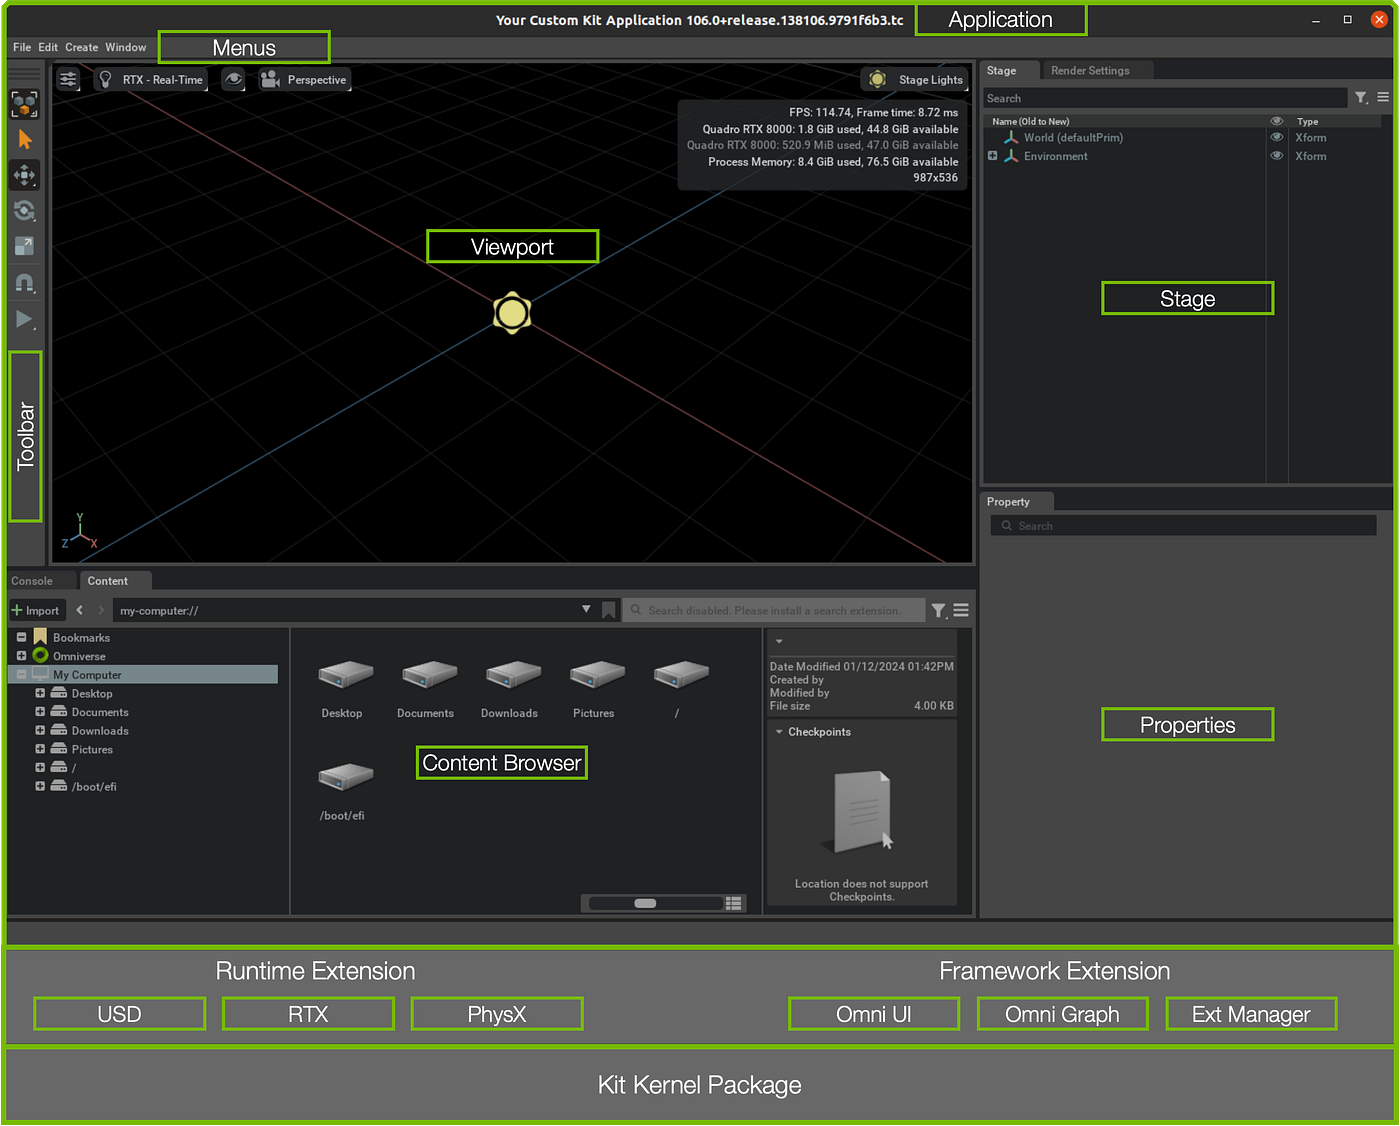 Your Custom Kit Application 106.0+release.138106.9791f6b3.tc
Application
File Edit Create Window
Menus
RTX - Real-Time
Perspective
Stage Lights
FPS: 114.74, Frame time: 8.72 ms
Quadro RTX 8000: 1.8 GiB used, 44.8 GiB available
Quadro RTX 8000: 520.9 MiB used, 47.0 GiB available
Process Memory: 8.4 GiB used, 76.5 GiB available
987x536
Viewport
Toolbar
Y
Z X
Stage Render Settings
Search
Name (Old to New) Type
World (defaultPrim) Xform
Environment Xform
Stage
Property
Search
Properties
Console Content
Import
my-computer://
Search disabled. Please install a search extension.
Bookmarks
Omniverse
My Computer
Desktop
Documents
Downloads
Pictures
/
/boot/efi
Desktop Documents Downloads Pictures /
Content Browser
/boot/efi
Date Modified 01/12/2024 01:42PM
Created by
Modified by
File size 4.00 KB
Checkpoints
Location does not support
Checkpoints.
Runtime Extension
USD RTX PhysX
Framework Extension
Omni UI Omni Graph Ext Manager
Kit Kernel Package